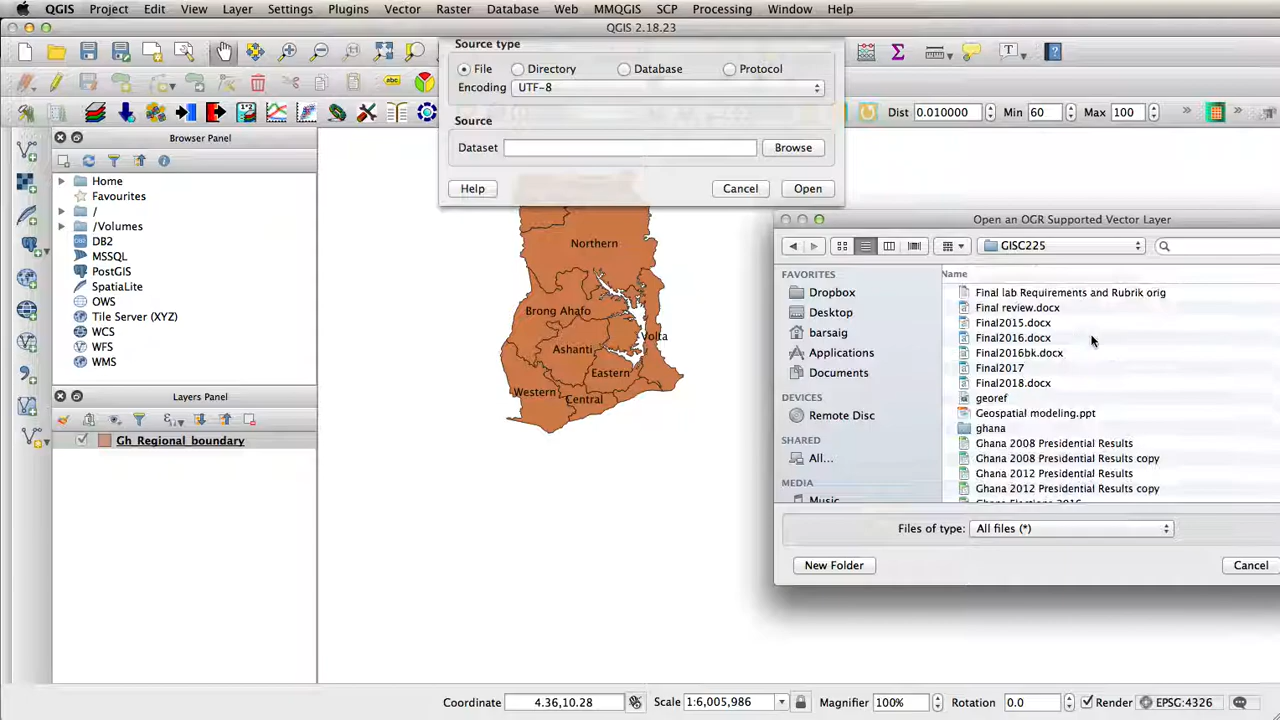 QGIS Project Edit View Layer Settings Plugins Vector Raster Database Web MMQGIS SCP Processing Window Help
QGIS 2.18.23
Source type
File Directory Database Protocol
Encoding UTF-8
Source
Dataset Browse
Help Cancel Open
abc
Dist 0.010000 Min 60 Max 100
Browser Panel
Home
Favourites
/
/Volumes
DB2
MSSQL
PostGIS
SpatiaLite
OWS
Tile Server (XYZ)
WCS
WFS
WMS
Layers Panel
Gh_Regional_boundary
Northern
Brong Ahafo
Volta
Ashanti
Eastern
Western
Central
Open an OGR Supported Vector Layer
GISC225
FAVORITES
Dropbox
Desktop
barsaig
Applications
Documents
DEVICES
Remote Disc
SHARED
All...
MEDIA
Music
Name
Final lab Requirements and Rubrik orig
Final review.docx
Final2015.docx
Final2016.docx
Final2016bk.docx
Final2017
Final2018.docx
georef
Geospatial modeling.ppt
ghana
Ghana 2008 Presidential Results
Ghana 2008 Presidential Results copy
Ghana 2012 Presidential Results
Ghana 2012 Presidential Results copy
Ghana Elections 2016
Files of type: All files (*)
New Folder Cancel
Coordinate 4.36,10.28 Scale 1:6,005,986 Magnifier 100% Rotation 0.0 Render EPSG:4326